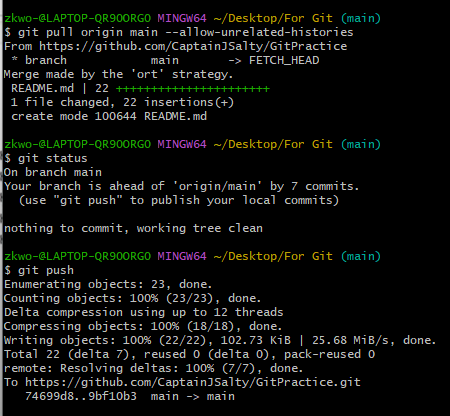 zkwo-@LAPTOP-QR9OORGO MINGW64 ~/Desktop/For Git (main)
$ git pull origin main --allow-unrelated-histories
From https://github.com/CaptainJSalty/GitPractice
 * branch            main       -> FETCH_HEAD
Merge made by the 'ort' strategy.
 README.md | 22 ++++++++++++++++++++++
 1 file changed, 22 insertions(+)
 create mode 100644 README.md
zkwo-@LAPTOP-QR9OORGO MINGW64 ~/Desktop/For Git (main)
$ git status
On branch main
Your branch is ahead of 'origin/main' by 7 commits.
  (use "git push" to publish your local commits)
nothing to commit, working tree clean
zkwo-@LAPTOP-QR9OORGO MINGW64 ~/Desktop/For Git (main)
$ git push
Enumerating objects: 23, done.
Counting objects: 100% (23/23), done.
Delta compression using up to 12 threads
Compressing objects: 100% (18/18), done.
Writing objects: 100% (22/22), 102.73 KiB | 25.68 MiB/s, done.
Total 22 (delta 7), reused 0 (delta 0), pack-reused 0
remote: Resolving deltas: 100% (7/7), done.
To https://github.com/CaptainJSalty/GitPractice.git
   74699d8..9bf10b3  main -> main